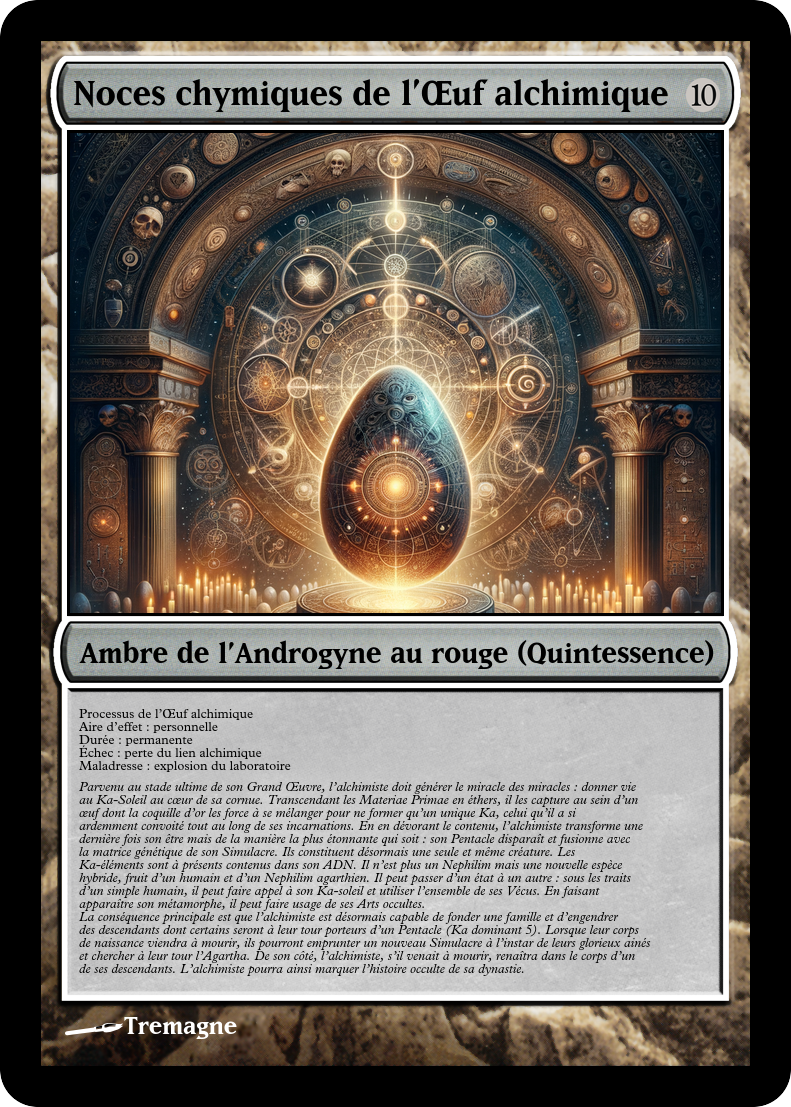 Noces chymiques de l'Œuf alchimique 10
Ambre de l'Androgyne au rouge (Quintessence)
Processus de l'Œuf alchimique
Aire d'effet : personnelle
Durée : permanente
Échec : perte du lien alchimique
Maladresse : explosion du laboratoire
Parvenu au stade ultime de son Grand Œuvre, l'alchimiste doit générer le miracle des miracles : donner vie
au Ka-Soleil au cœur de sa cornue. Transcendant les Materiae Primae en éthers, il les capture au sein d'un
œuf dont la coquille d'or les force à se mélanger pour ne former qu'un unique Ka, celui qu'il a si
ardemment convoité tout au long de ses incarnations. En en dévorant le contenu, l'alchimiste transforme une
dernière fois son être mais de la manière la plus étonnante qui soit : son Pentacle disparaît et fusionne avec
la matrice génétique de son Simulacre. Ils constituent désormais une seule et même créature. Les
Ka-éléments sont à présents contenus dans son ADN. Il n'est plus un Nephilim mais une nouvelle espèce
hybride, fruit d'un humain et d'un Nephilim agarthien. Il peut passer d'un état à un autre : sous les traits
d'un simple humain, il peut faire appel à son Ka-soleil et utiliser l'ensemble de ses Vécus. En faisant
apparaître son métamorphe, il peut faire usage de ses Arts occultes.
La conséquence principale est que l'alchimiste est désormais capable de fonder une famille et d'engendrer
des descendants dont certains seront à leur tour porteurs d'un Pentacle (Ka dominant 5). Lorsque leur corps
de naissance viendra à mourir, ils pourront emprunter un nouveau Simulacre à l'instar de leurs glorieux aînés
et chercher à leur tour l'Agartha. De son côté, l'alchimiste, s'il venait à mourir, renaîtra dans le corps d'un
de ses descendants. L'alchimiste pourra ainsi marquer l'histoire occulte de sa dynastie.
Tremagne